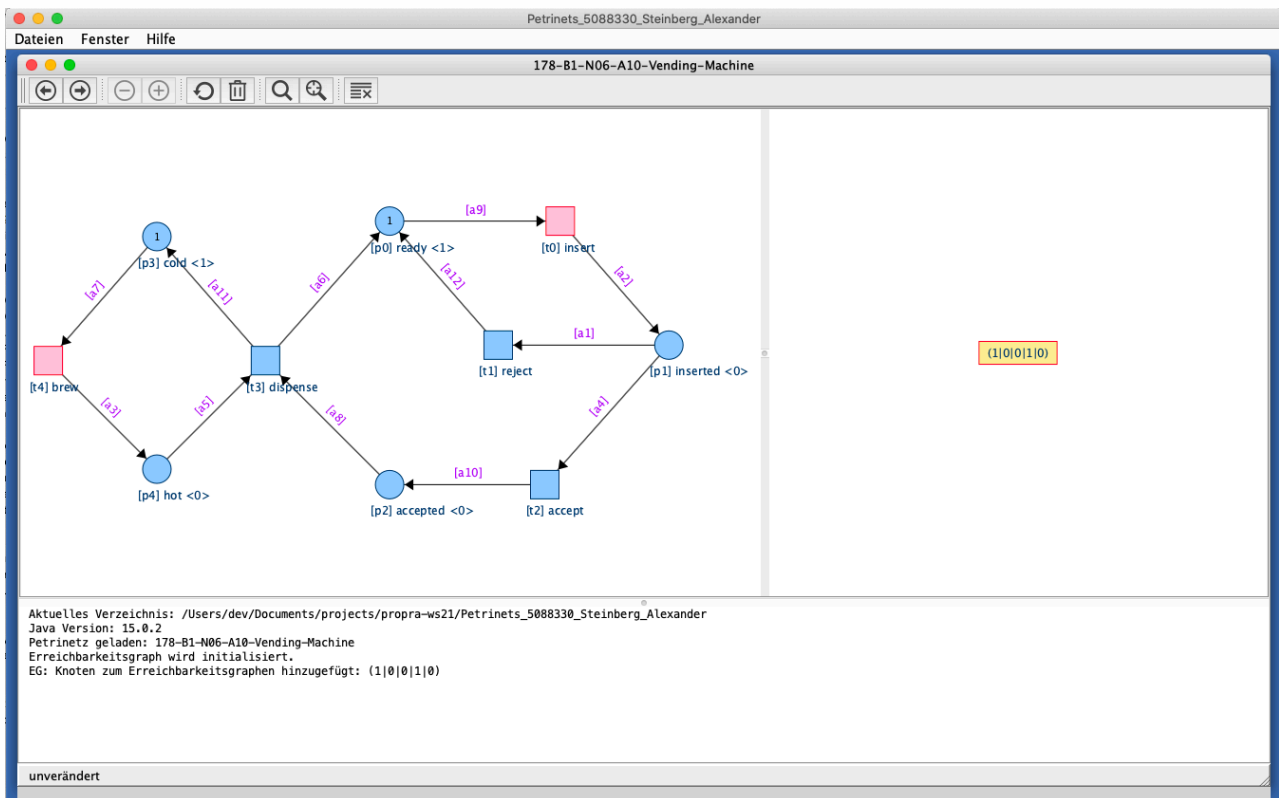 Petrinets_5088330_Steinberg_Alexander
Dateien Fenster Hilfe
178-B1-N06-A10-Vending-Machine
1
[a9]
[p0] ready <1>
[t0] insert
1
[p3] cold <1>
[a7]
[a11]
[a6]
[a12]
[a2]
[a1]
[t4] brew
[t3] dispense
[t1] reject
[p1] inserted <0>
(1|0|0|1|0)
[a3]
[a5]
[a8]
[a4]
[a10]
[p4] hot <0>
[p2] accepted <0>
[t2] accept
Aktuelles Verzeichnis: /Users/dev/Documents/projects/propra-ws21/Petrinets_5088330_Steinberg_Alexander
Java Version: 15.0.2
Petrinetz geladen: 178-B1-N06-A10-Vending-Machine
Erreichbarkeitsgraph wird initialisiert.
EG: Knoten zum Erreichbarkeitsgraphen hinzugefügt: (1|0|0|1|0)
unverändert